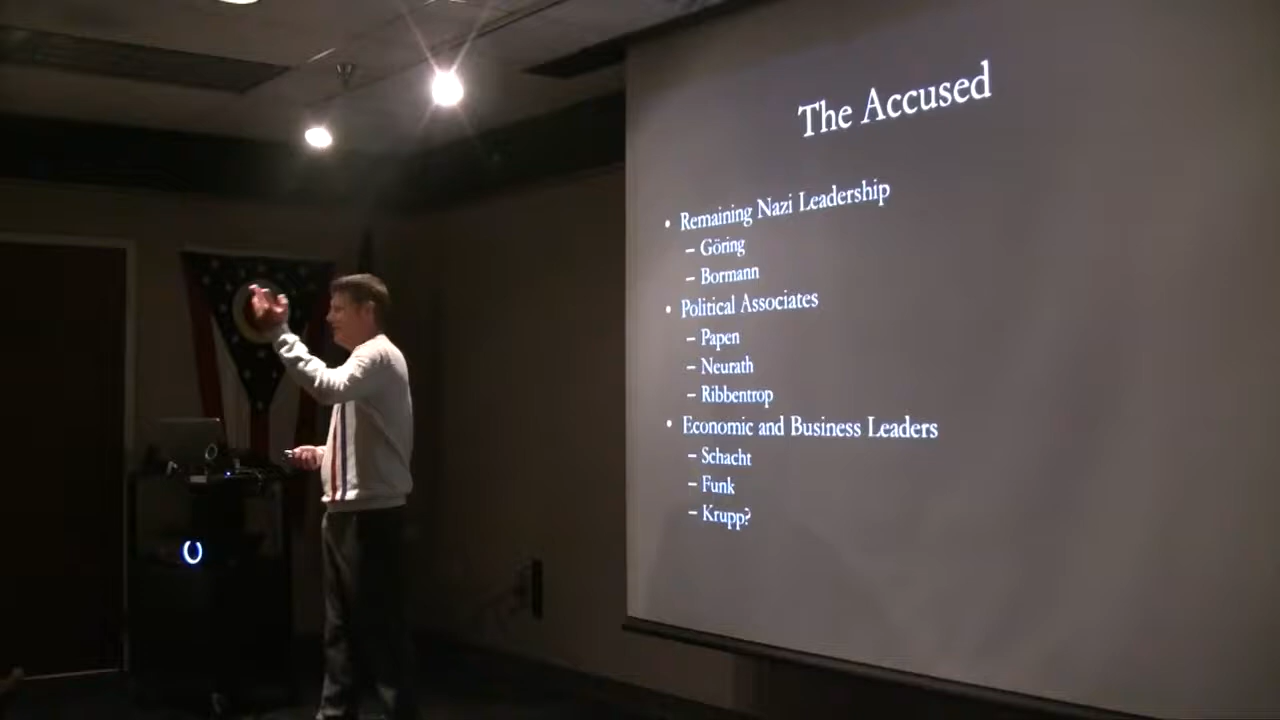 The Accused
• Remaining Nazi Leadership
– Göring
– Bormann
• Political Associates
– Papen
– Neurath
– Ribbentrop
• Economic and Business Leaders
– Schacht
– Funk
– Krupp?